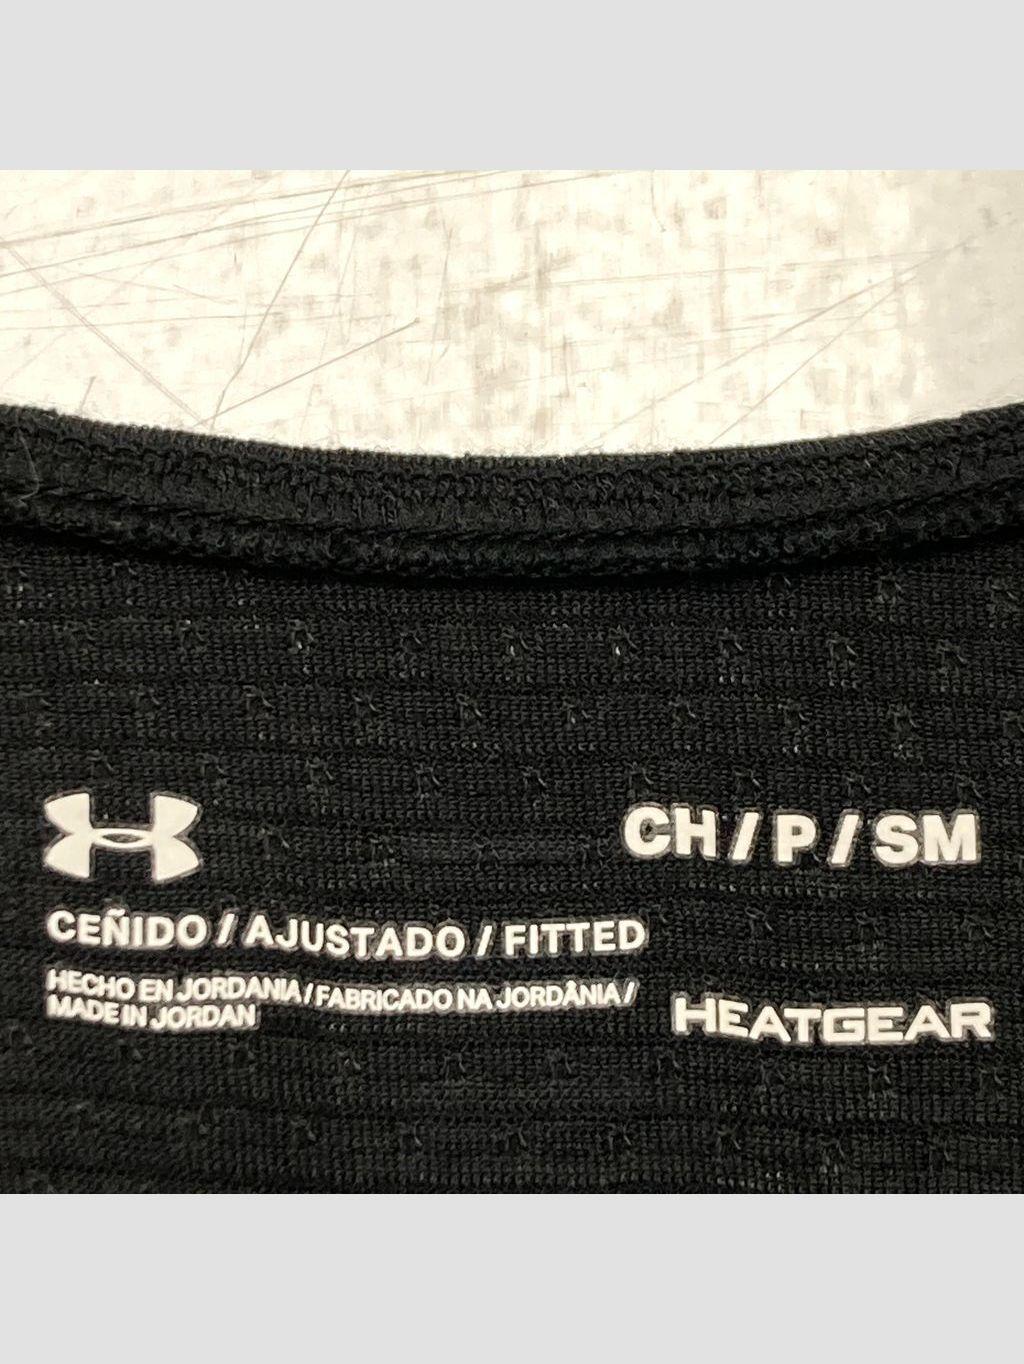 CH / P / SM
CEÑIDO / AJUSTADO / FITTED
HECHO EN JORDANIA / FABRICADO NA JORDÂNIA /
MADE IN JORDAN
HEATGEAR